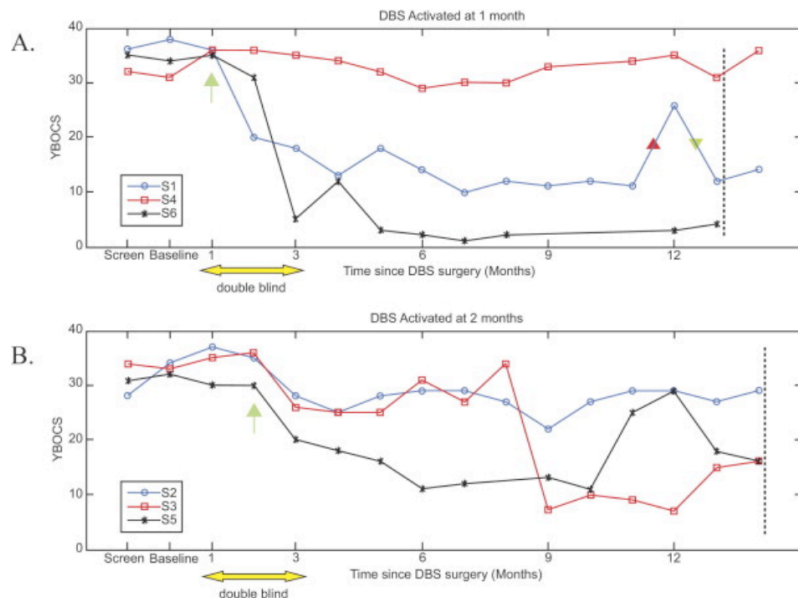 A.
DBS Activated at 1 month
40
30
20
10
0
YBOCS
S1
S4
S6
Screen Baseline 1 3 6 9 12
Time since DBS surgery (Months)
double blind
B.
DBS Activated at 2 months
40
30
20
10
0
YBOCS
S2
S3
S5
Screen Baseline 1 3 6 9 12
Time since DBS surgery (Months)
double blind